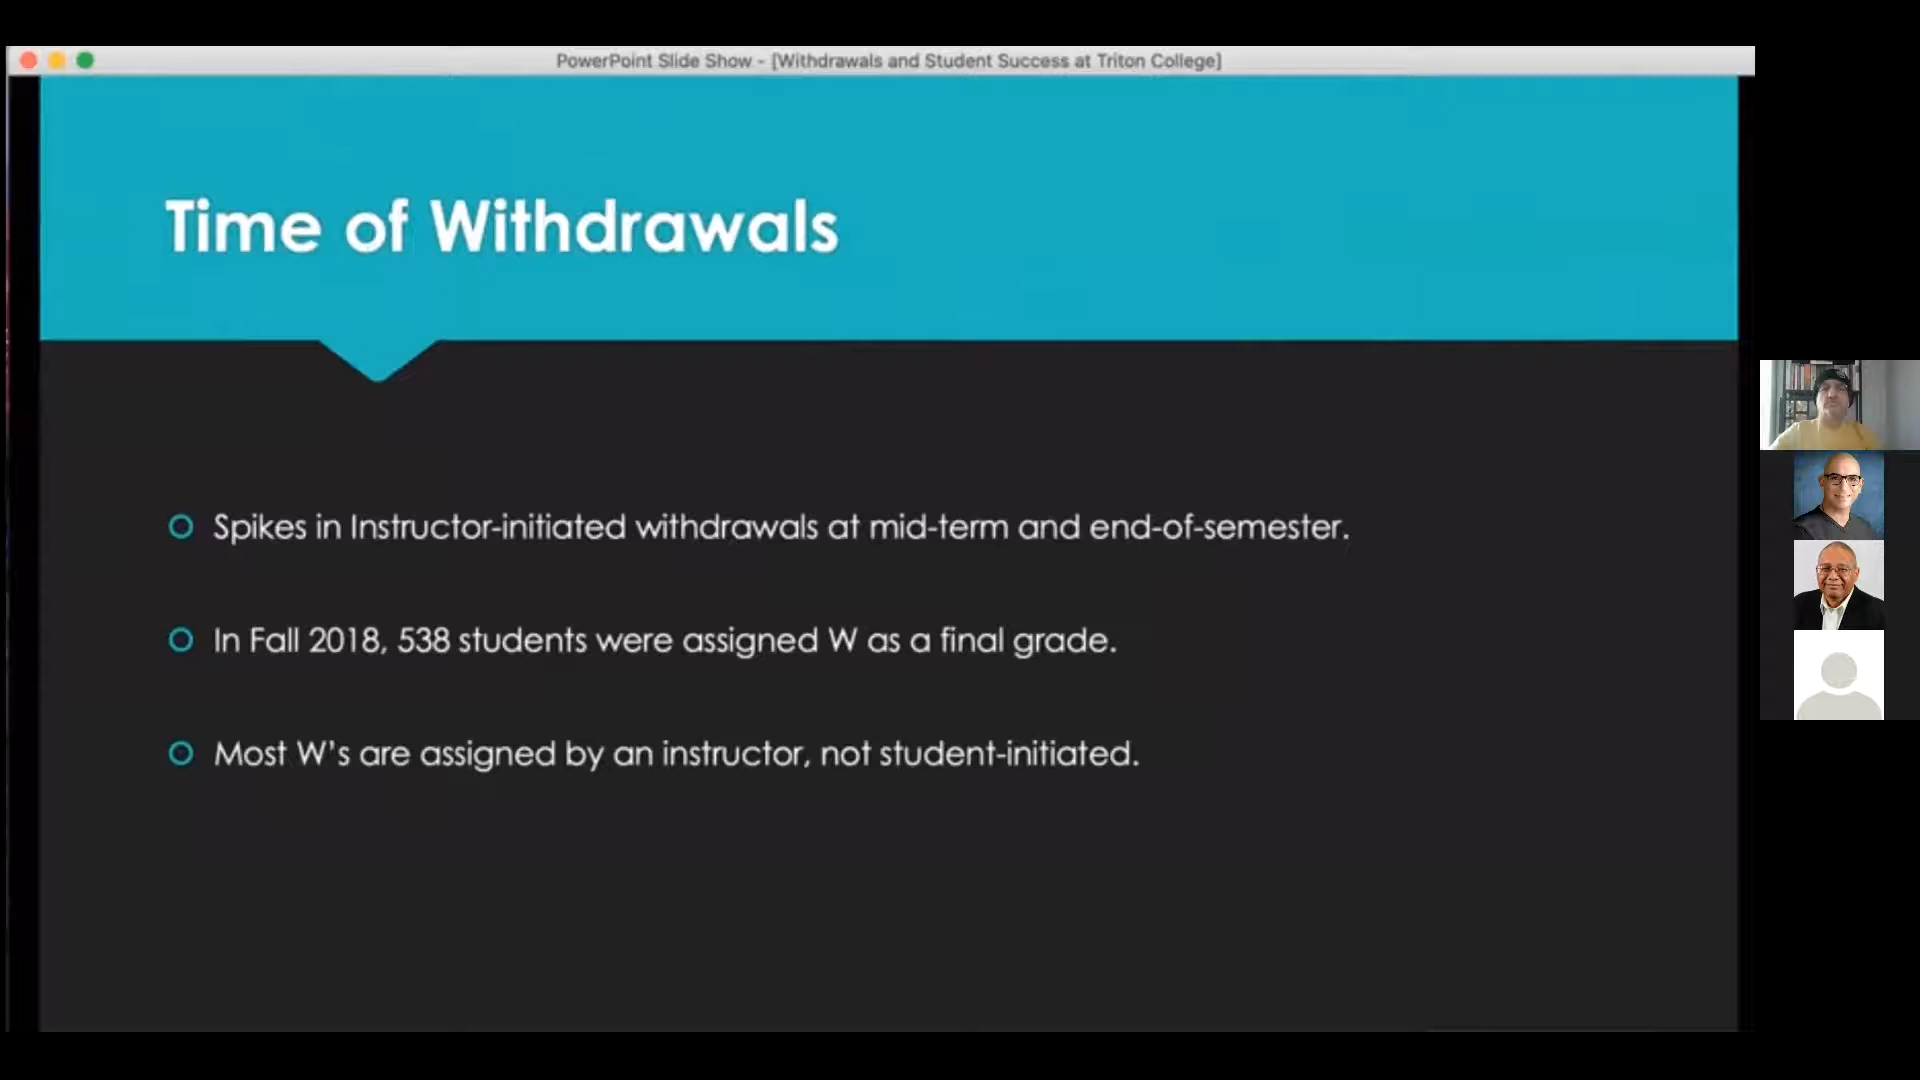 PowerPoint Slide Show - [Withdrawals and Student Success at Triton College]
Time of Withdrawals
Spikes in Instructor-initiated withdrawals at mid-term and end-of-semester.
In Fall 2018, 538 students were assigned W as a final grade.
Most W's are assigned by an instructor, not student-initiated.